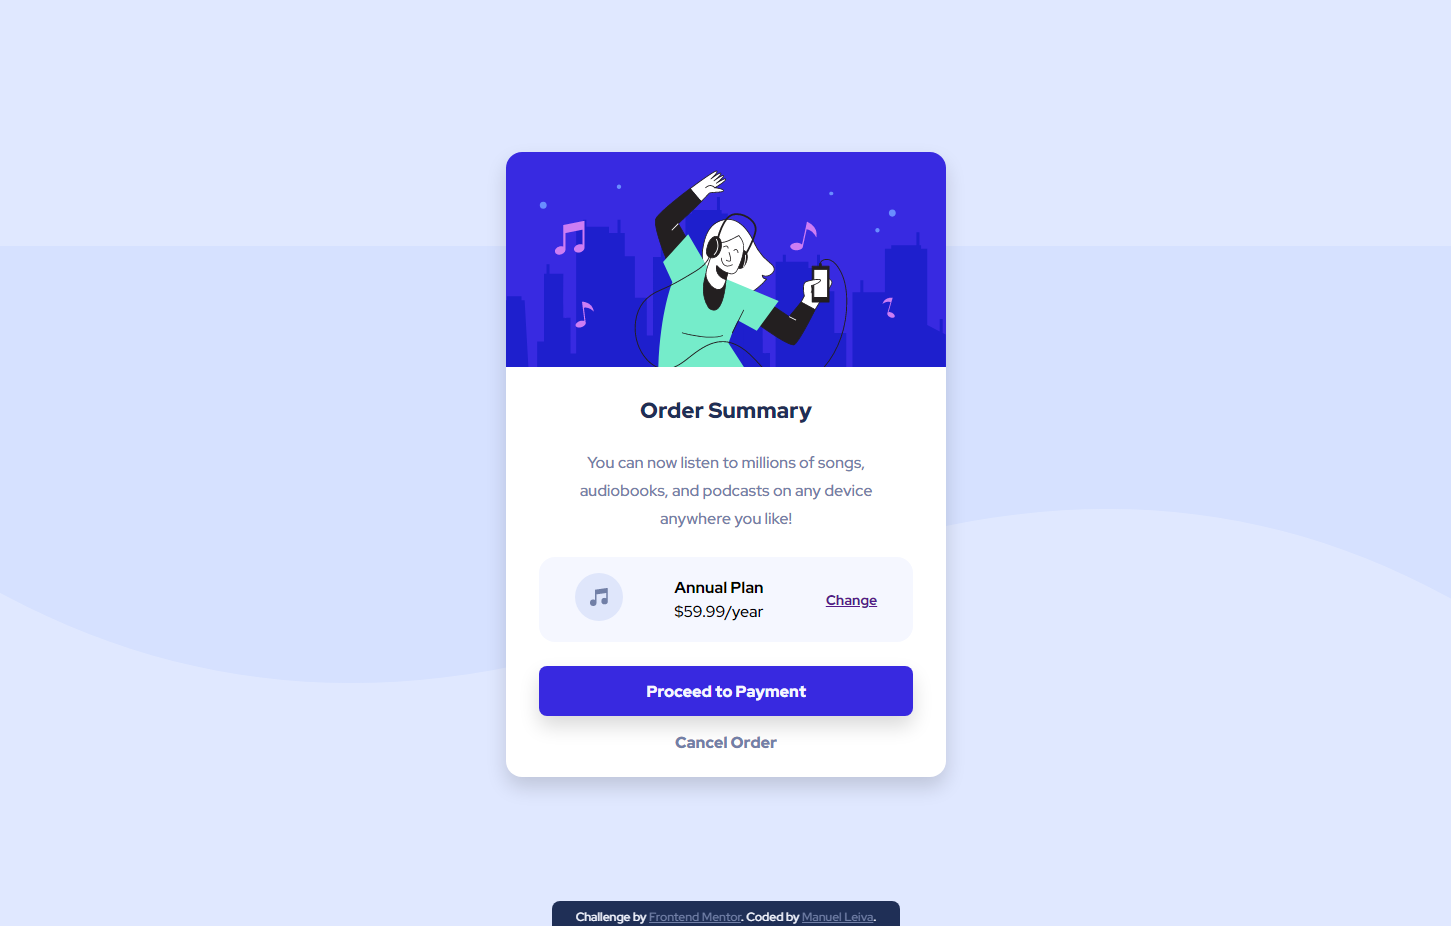 Order Summary
You can now listen to millions of songs,
audiobooks, and podcasts on any device
anywhere you like!
Annual Plan
$59.99/year
Change
Proceed to Payment
Cancel Order
Challenge by Frontend Mentor. Coded by Manuel Leiva.